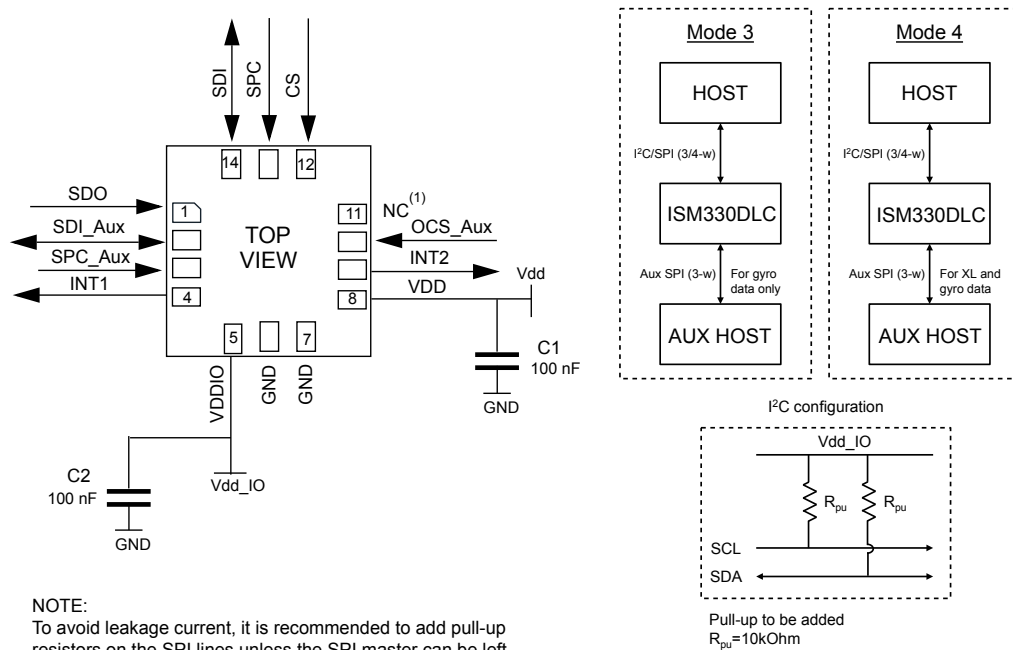 SDI
SPC
CS
14
12
SDO
SDI_Aux
SPC_Aux
INT1
1
4
TOP
VIEW
11
8
NC(1)
OCS_Aux
INT2
VDD
Vdd
C1
100 nF
GND
5
7
VDDIO
GND
GND
C2
100 nF
GND
Vdd_IO
Mode 3
HOST
I²C/SPI (3/4-w)
ISM330DLC
Aux SPI (3-w)
For gyro
data only
AUX HOST
Mode 4
HOST
I²C/SPI (3/4-w)
ISM330DLC
Aux SPI (3-w)
For XL and
gyro data
AUX HOST
I²C configuration
Vdd_IO
Rpu
Rpu
SCL
SDA
Pull-up to be added
Rpu=10kOhm
NOTE:
To avoid leakage current, it is recommended to add pull-up
resistors on the SPI lines unless the SPI master can be left